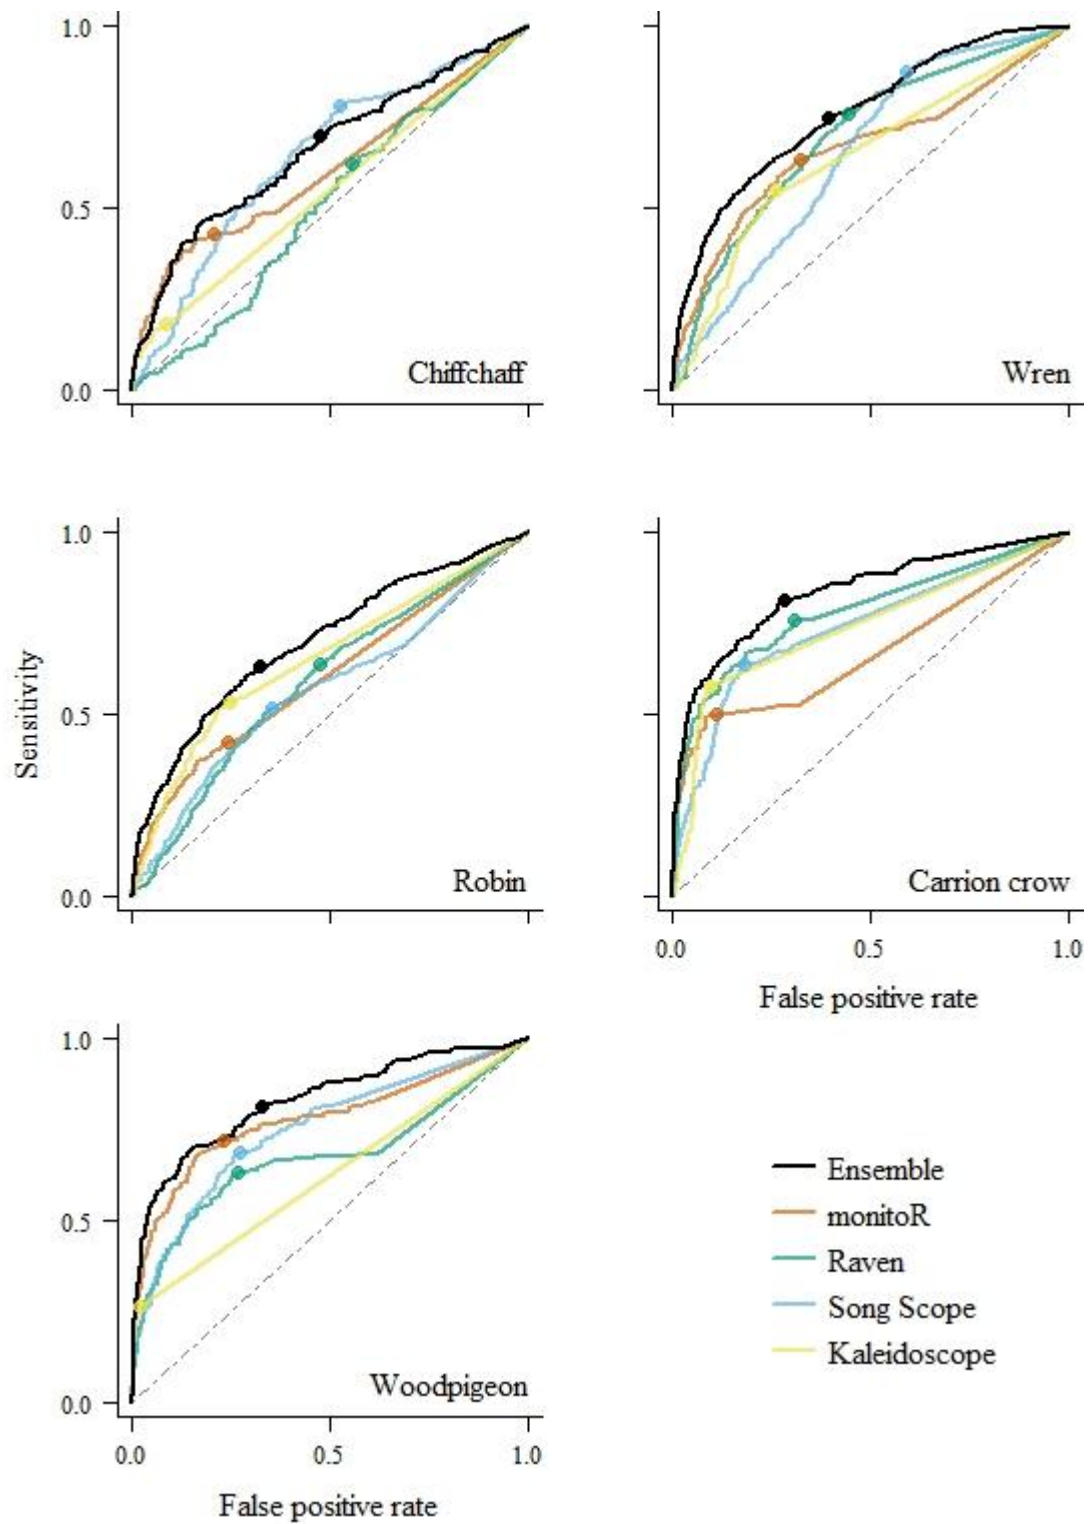 1.0
0.5
0.0
Chiffchaff
Wren
1.0
0.5
0.0
Sensitivity
Robin
Carrion crow
0.0 0.5 1.0
False positive rate
1.0
0.5
0.0
Woodpigeon
0.0 0.5 1.0
False positive rate
Ensemble
monitoR
Raven
Song Scope
Kaleidoscope